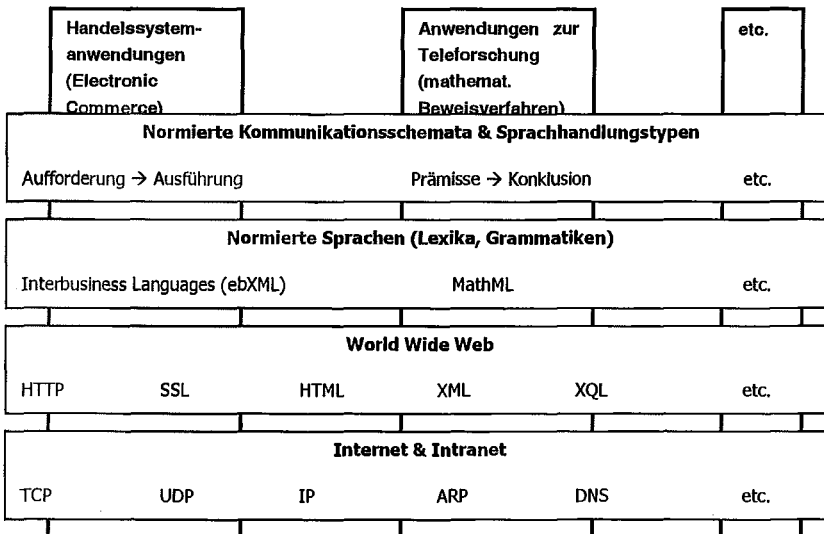 Handelssystem-
anwendungen
(Electronic
Commerce)
Anwendungen zur
Teleforschung
(mathemat.
Beweisverfahren)
etc.
Normierte Kommunikationsschemata & Sprachhandlungstypen
Aufforderung → Ausführung Prämisse → Konklusion etc.
Normierte Sprachen (Lexika, Grammatiken)
Interbusiness Languages (ebXML) MathML etc.
World Wide Web
HTTP SSL HTML XML XQL etc.
Internet & Intranet
TCP UDP IP ARP DNS etc.